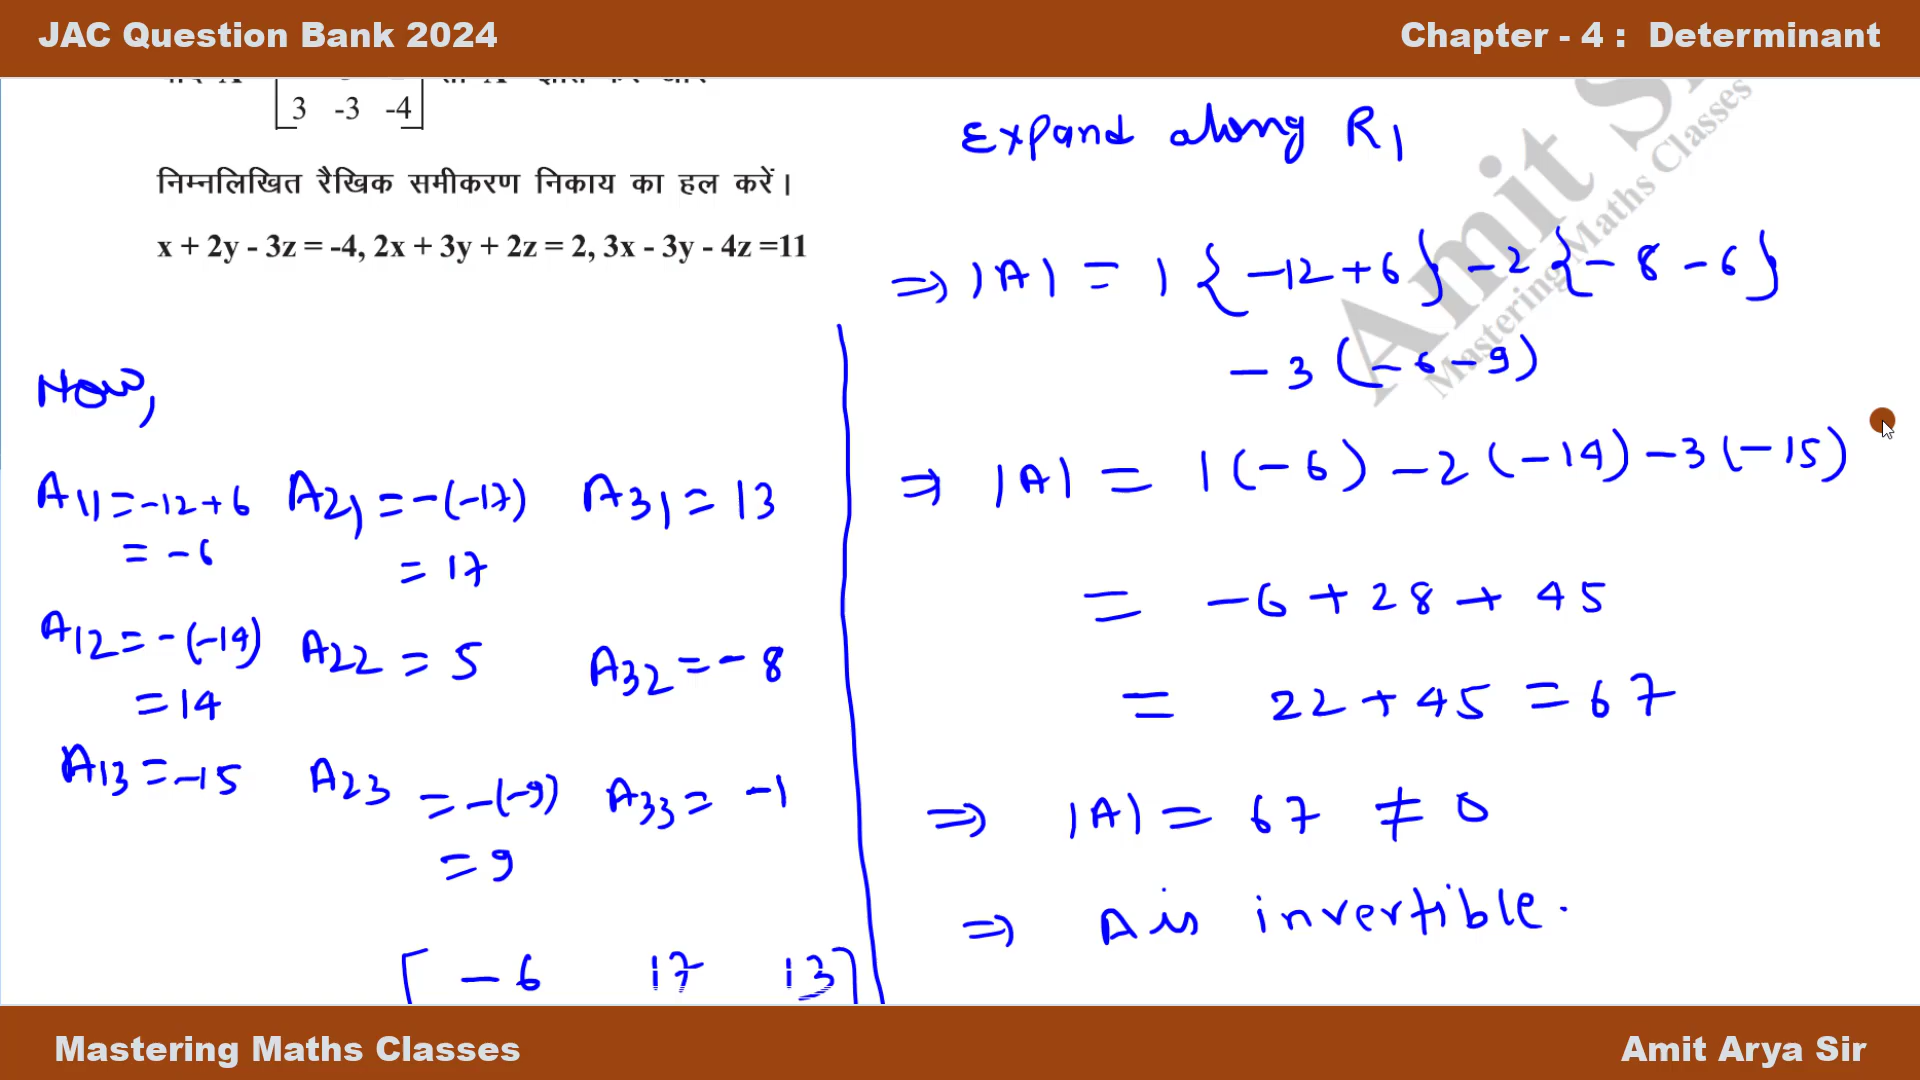 JAC Question Bank 2024
Chapter - 4 : Determinant
3 -3 -4
निम्नलिखित रैखिक समीकरण निकाय का हल करें।
x + 2y - 3z = -4, 2x + 3y + 2z = 2, 3x - 3y - 4z =11
Now,
A11 = -12+6 A21 = -(-17) A31 = 13
= -6 = 17
A12 = -(-14) A22 = 5 A32 = -8
= 14
A13 = -15 A23 = -(-9) A33 = -1
= 9
[ -6 17 13 ]
Expand along R1
⇒ |A| = 1 {-12+6} -2 {-8-6}
-3 (-6-9)
⇒ |A| = 1(-6) -2(-14) -3(-15)
= -6 + 28 + 45
= 22 + 45 = 67
⇒ |A| = 67 ≠ 0
⇒ A is invertible.
Amit S
Mastering Maths Classes
Mastering Maths Classes
Amit Arya Sir